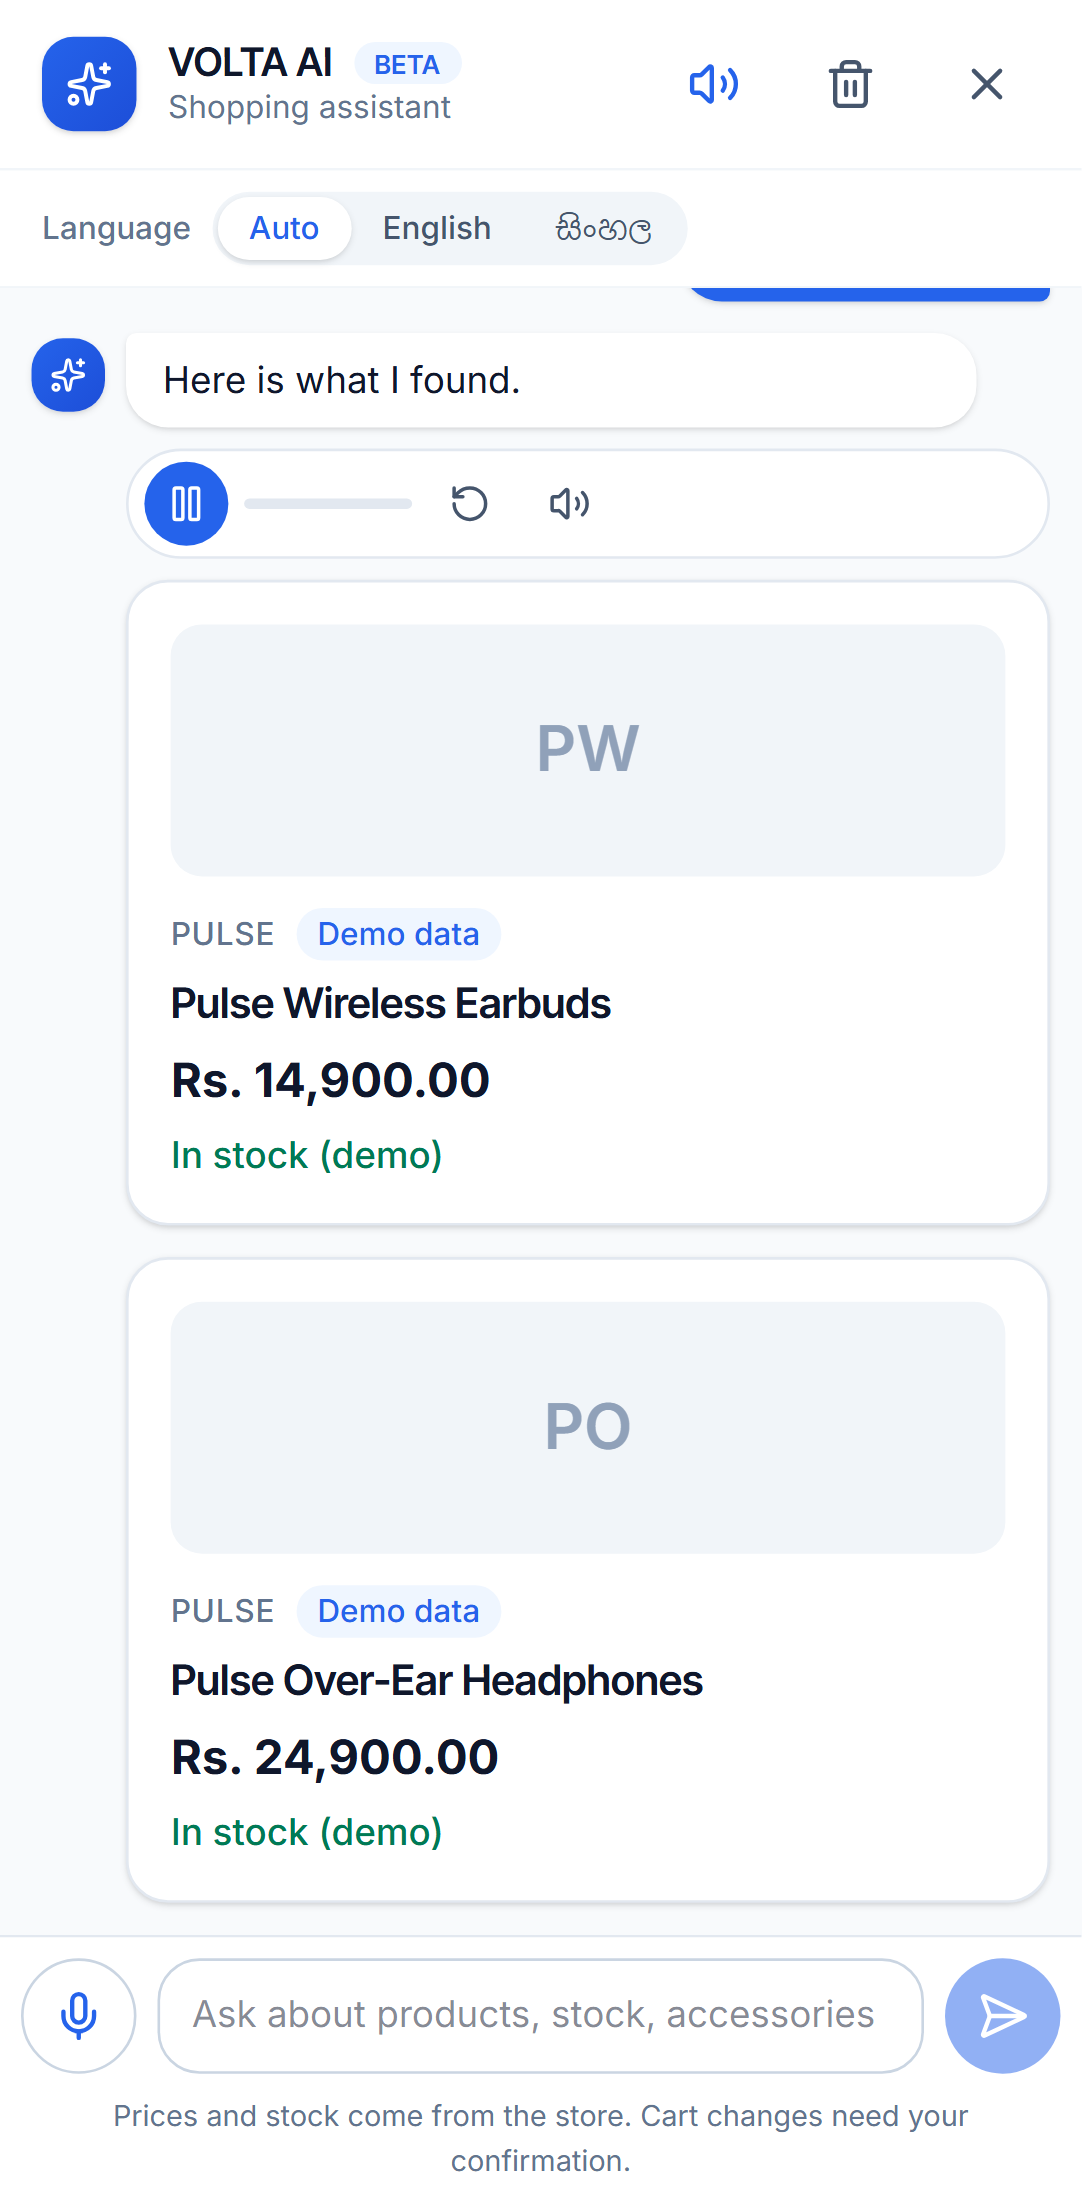 VOLTA AI BETA
Shopping assistant
Language Auto English සිංහල
Here is what I found.
PW
PULSE Demo data
Pulse Wireless Earbuds
Rs. 14,900.00
In stock (demo)
PO
PULSE Demo data
Pulse Over-Ear Headphones
Rs. 24,900.00
In stock (demo)
Ask about products, stock, accessories
Prices and stock come from the store. Cart changes need your
confirmation.